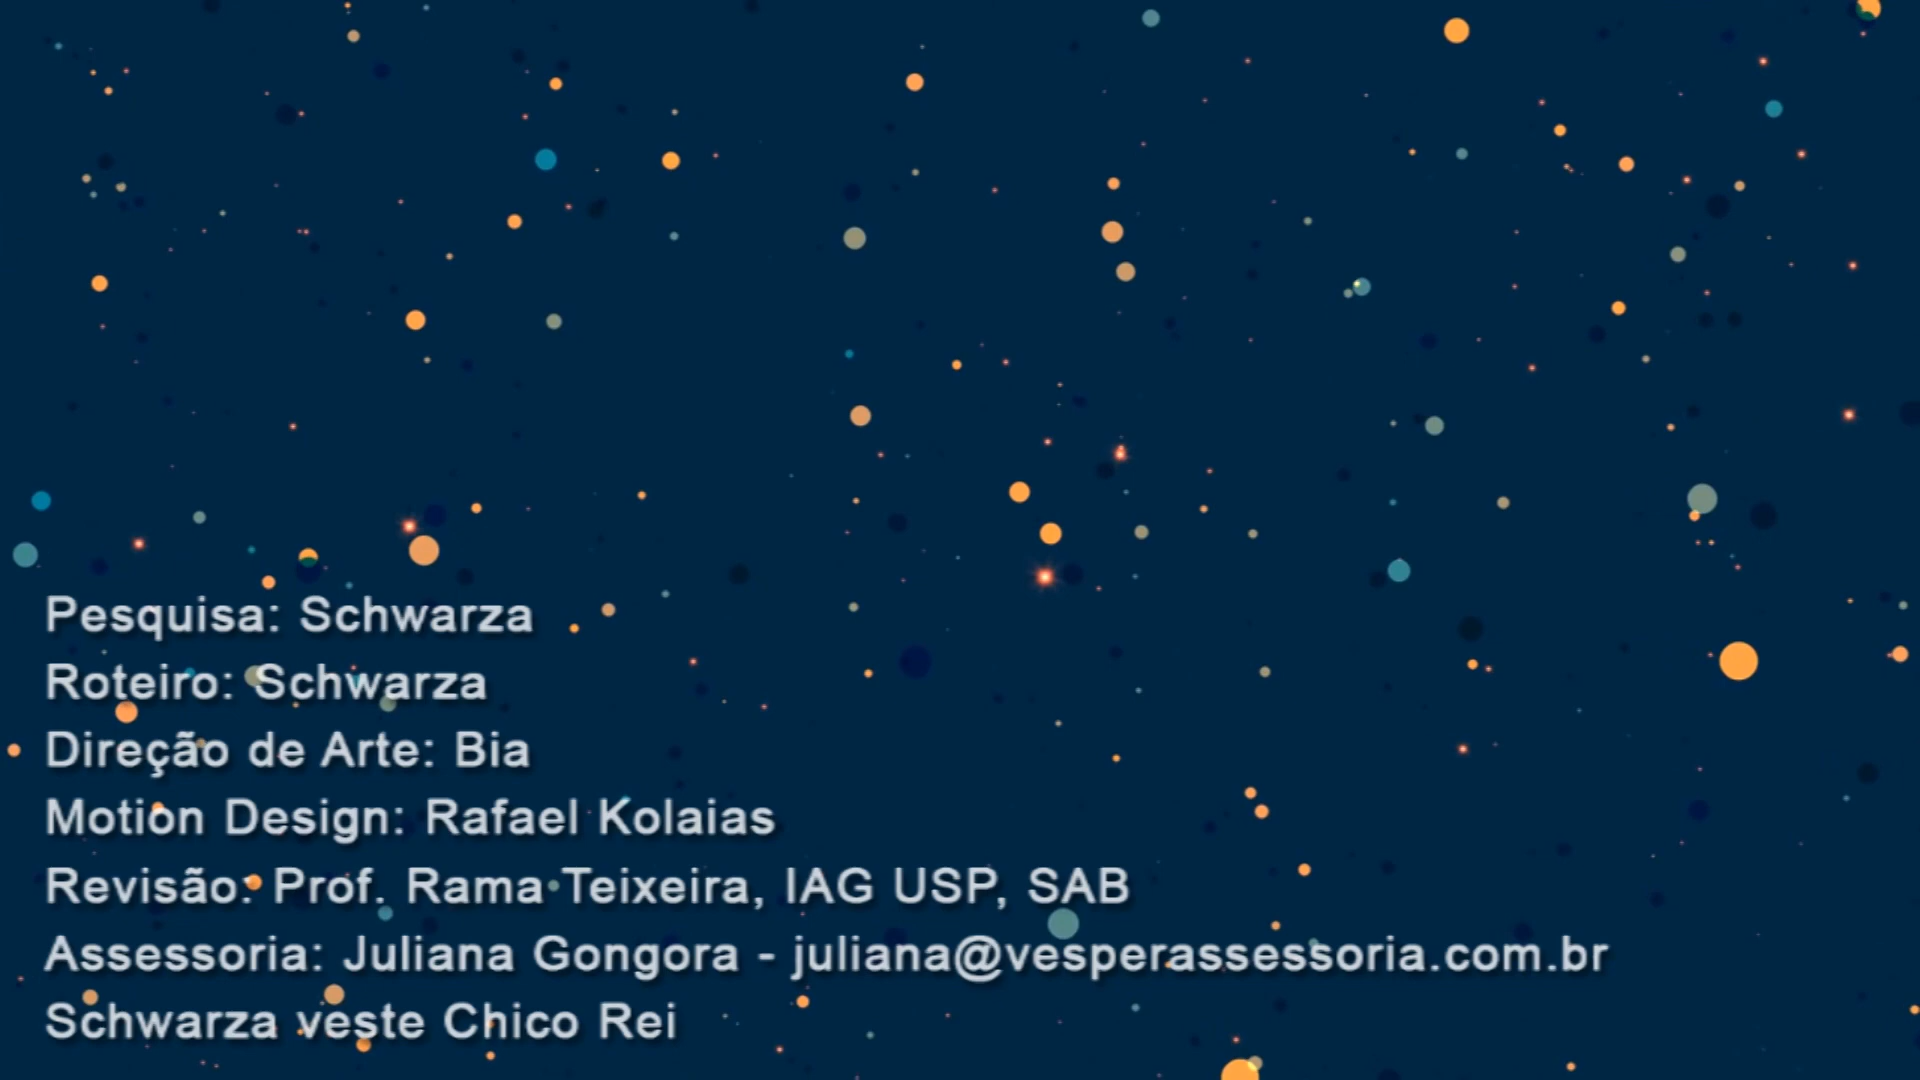 Pesquisa: Schwarza
Roteiro: Schwarza
Direção de Arte: Bia
Motion Design: Rafael Kolaias
Revisão: Prof. Rama Teixeira, IAG USP, SAB
Assessoria: Juliana Gongora - juliana@vesperassessoria.com.br
Schwarza veste Chico Rei